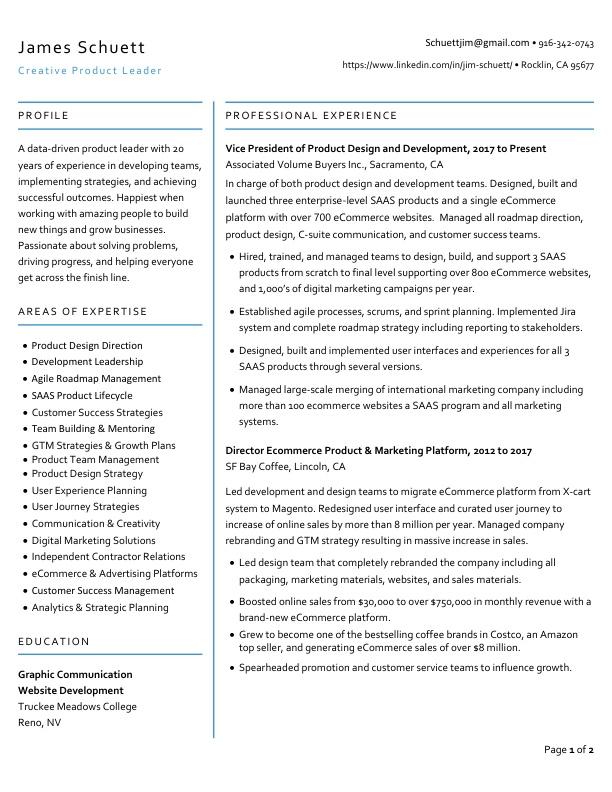 James Schuett
Creative Product Leader
Schuettjim@gmail.com • 916-342-0743
https://www.linkedin.com/in/jim-schuett/ • Rocklin, CA 95677
PROFILE
A data-driven product leader with 20
years of experience in developing teams,
implementing strategies, and achieving
successful outcomes. Happiest when
working with amazing people to build
new things and grow businesses.
Passionate about solving problems,
driving progress, and helping everyone
get across the finish line.
AREAS OF EXPERTISE
• Product Design Direction
• Development Leadership
• Agile Roadmap Management
• SAAS Product Lifecycle
• Customer Success Strategies
• Team Building & Mentoring
• GTM Strategies & Growth Plans
• Product Team Management
• Product Design Strategy
• User Experience Planning
• User Journey Strategies
• Communication & Creativity
• Digital Marketing Solutions
• Independent Contractor Relations
• eCommerce & Advertising Platforms
• Customer Success Management
• Analytics & Strategic Planning
EDUCATION
Graphic Communication
Website Development
Truckee Meadows College
Reno, NV
PROFESSIONAL EXPERIENCE
Vice President of Product Design and Development, 2017 to Present
Associated Volume Buyers Inc., Sacramento, CA
In charge of both product design and development teams. Designed, built and
launched three enterprise-level SAAS products and a single eCommerce
platform with over 700 eCommerce websites.  Managed all roadmap direction,
product design, C-suite communication, and customer success teams.
• Hired, trained, and managed teams to design, build, and support 3 SAAS
products from scratch to final level supporting over 800 eCommerce websites,
and 1,000's of digital marketing campaigns per year.
• Established agile processes, scrums, and sprint planning. Implemented Jira
system and complete roadmap strategy including reporting to stakeholders.
• Designed, built and implemented user interfaces and experiences for all 3
SAAS products through several versions.
• Managed large-scale merging of international marketing company including
more than 100 ecommerce websites a SAAS program and all marketing
systems.
Director Ecommerce Product & Marketing Platform, 2012 to 2017
SF Bay Coffee, Lincoln, CA
Led development and design teams to migrate eCommerce platform from X-cart
system to Magento. Redesigned user interface and curated user journey to
increase of online sales by more than 8 million per year. Managed company
rebranding and GTM strategy resulting in massive increase in sales.
• Led design team that completely rebranded the company including all
packaging, marketing materials, websites, and sales materials.
• Boosted online sales from $30,000 to over $750,000 in monthly revenue with a
brand-new eCommerce platform.
• Grew to become one of the bestselling coffee brands in Costco, an Amazon
top seller, and generating eCommerce sales of over $8 million.
• Spearheaded promotion and customer service teams to influence growth.
Page 1 of 2